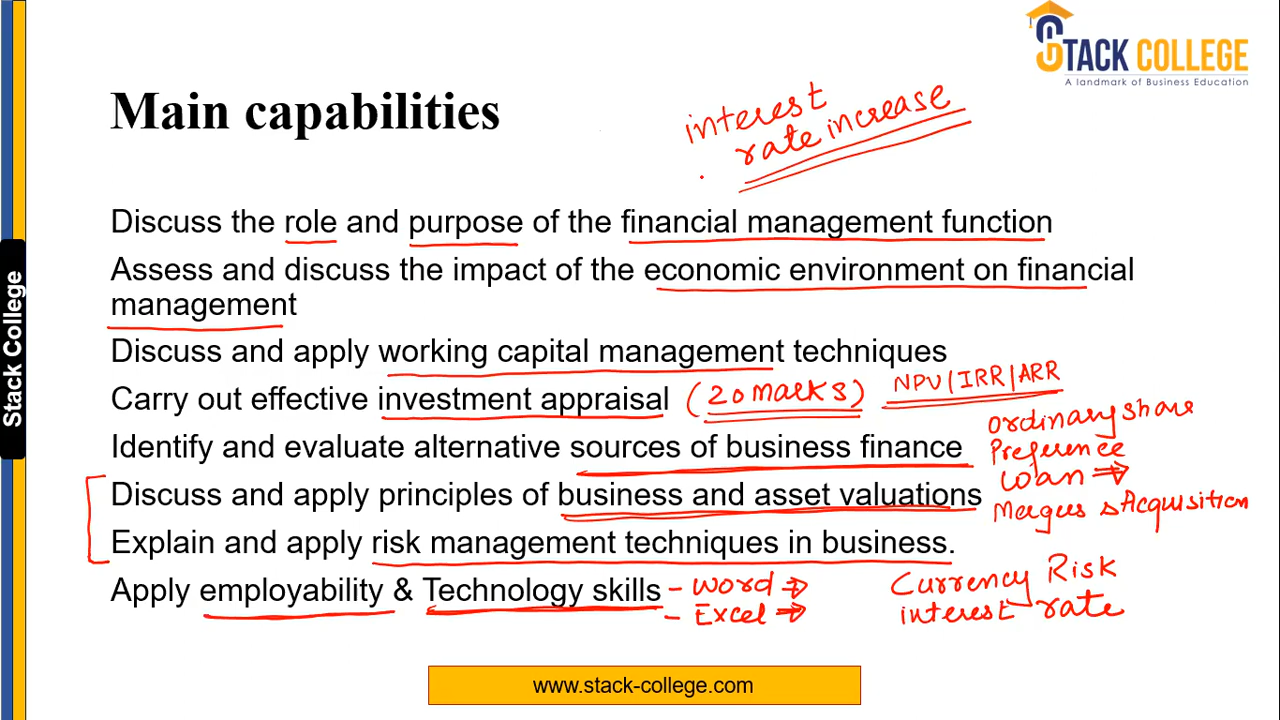 STACK COLLEGE
A landmark of Business Education
Main capabilities
interest
rate increase
Discuss the role and purpose of the financial management function
Assess and discuss the impact of the economic environment on financial
management
Discuss and apply working capital management techniques
Carry out effective investment appraisal (20 marks) NPV/IRR/ARR
Identify and evaluate alternative sources of business finance
Ordinary share
Preference
Loan
Discuss and apply principles of business and asset valuations
Mergers & Acquisition
Explain and apply risk management techniques in business.
Apply employability & Technology skills - Word
- Excel
Currency Risk
interest rate
Stack College
www.stack-college.com